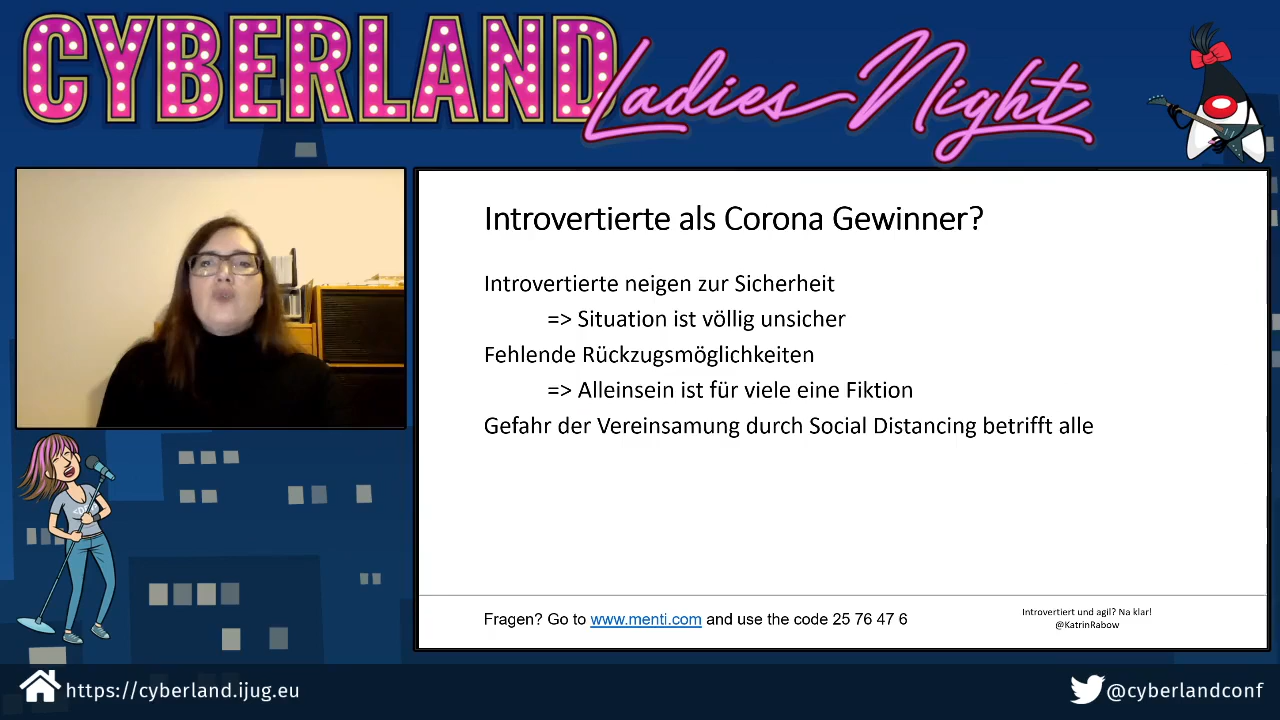 CYBERLAND
Ladies Night
Introvertierte als Corona Gewinner?
Introvertierte neigen zur Sicherheit
=> Situation ist völlig unsicher
Fehlende Rückzugsmöglichkeiten
=> Alleinsein ist für viele eine Fiktion
Gefahr der Vereinsamung durch Social Distancing betrifft alle
Fragen? Go to www.menti.com and use the code 25 76 47 6
Introvertiert und agil? Na klar!
@KatrinRabow
https://cyberland.ijug.eu
@cyberlandconf